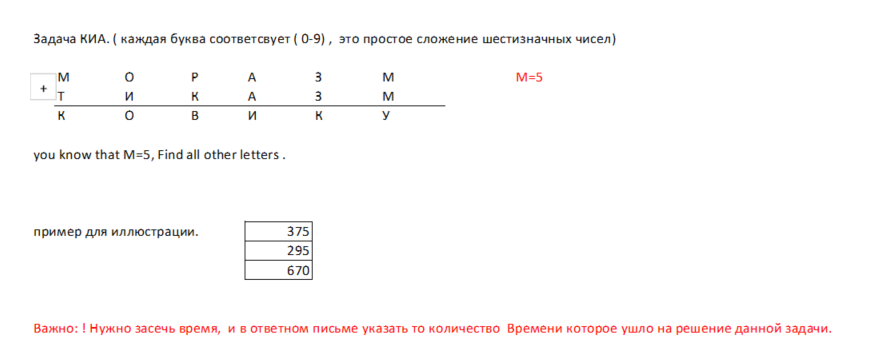 Задача КИА. ( каждая буква соответсвует ( 0-9) , это простое сложение шестизначных чисел)
М О Р А З М M=5
+
Т И К А З М
К О В И К У
you know that M=5, Find all other letters .
пример для иллюстрации. 375
295
670
Важно: ! Нужно засечь время, и в ответном письме указать то количество Времени которое ушло на решение данной задачи.